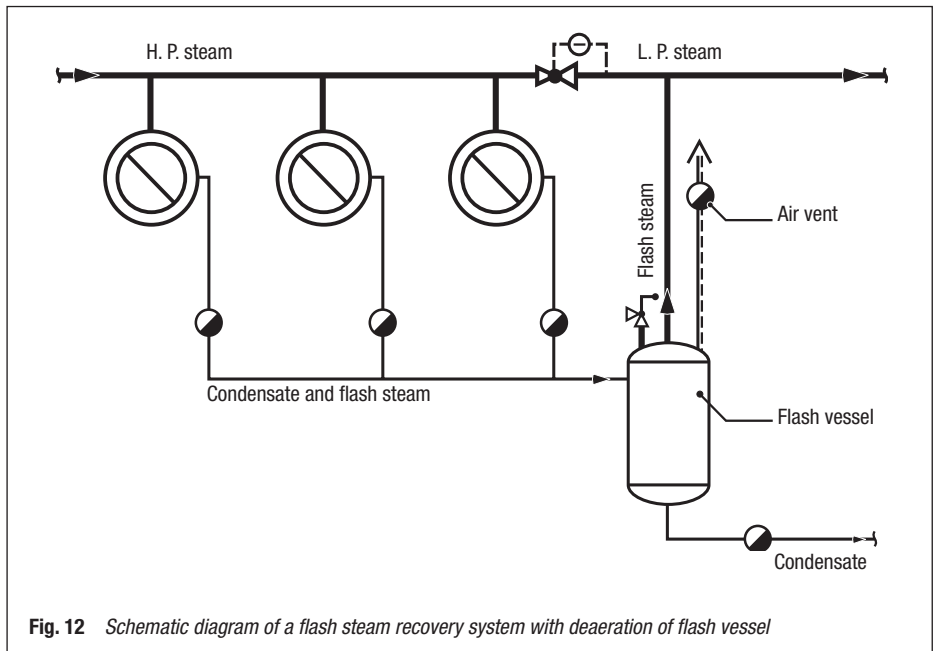 H. P. steam
L. P. steam
Flash steam
Air vent
Condensate and flash steam
Flash vessel
Condensate
Fig. 12 Schematic diagram of a flash steam recovery system with deaeration of flash vessel